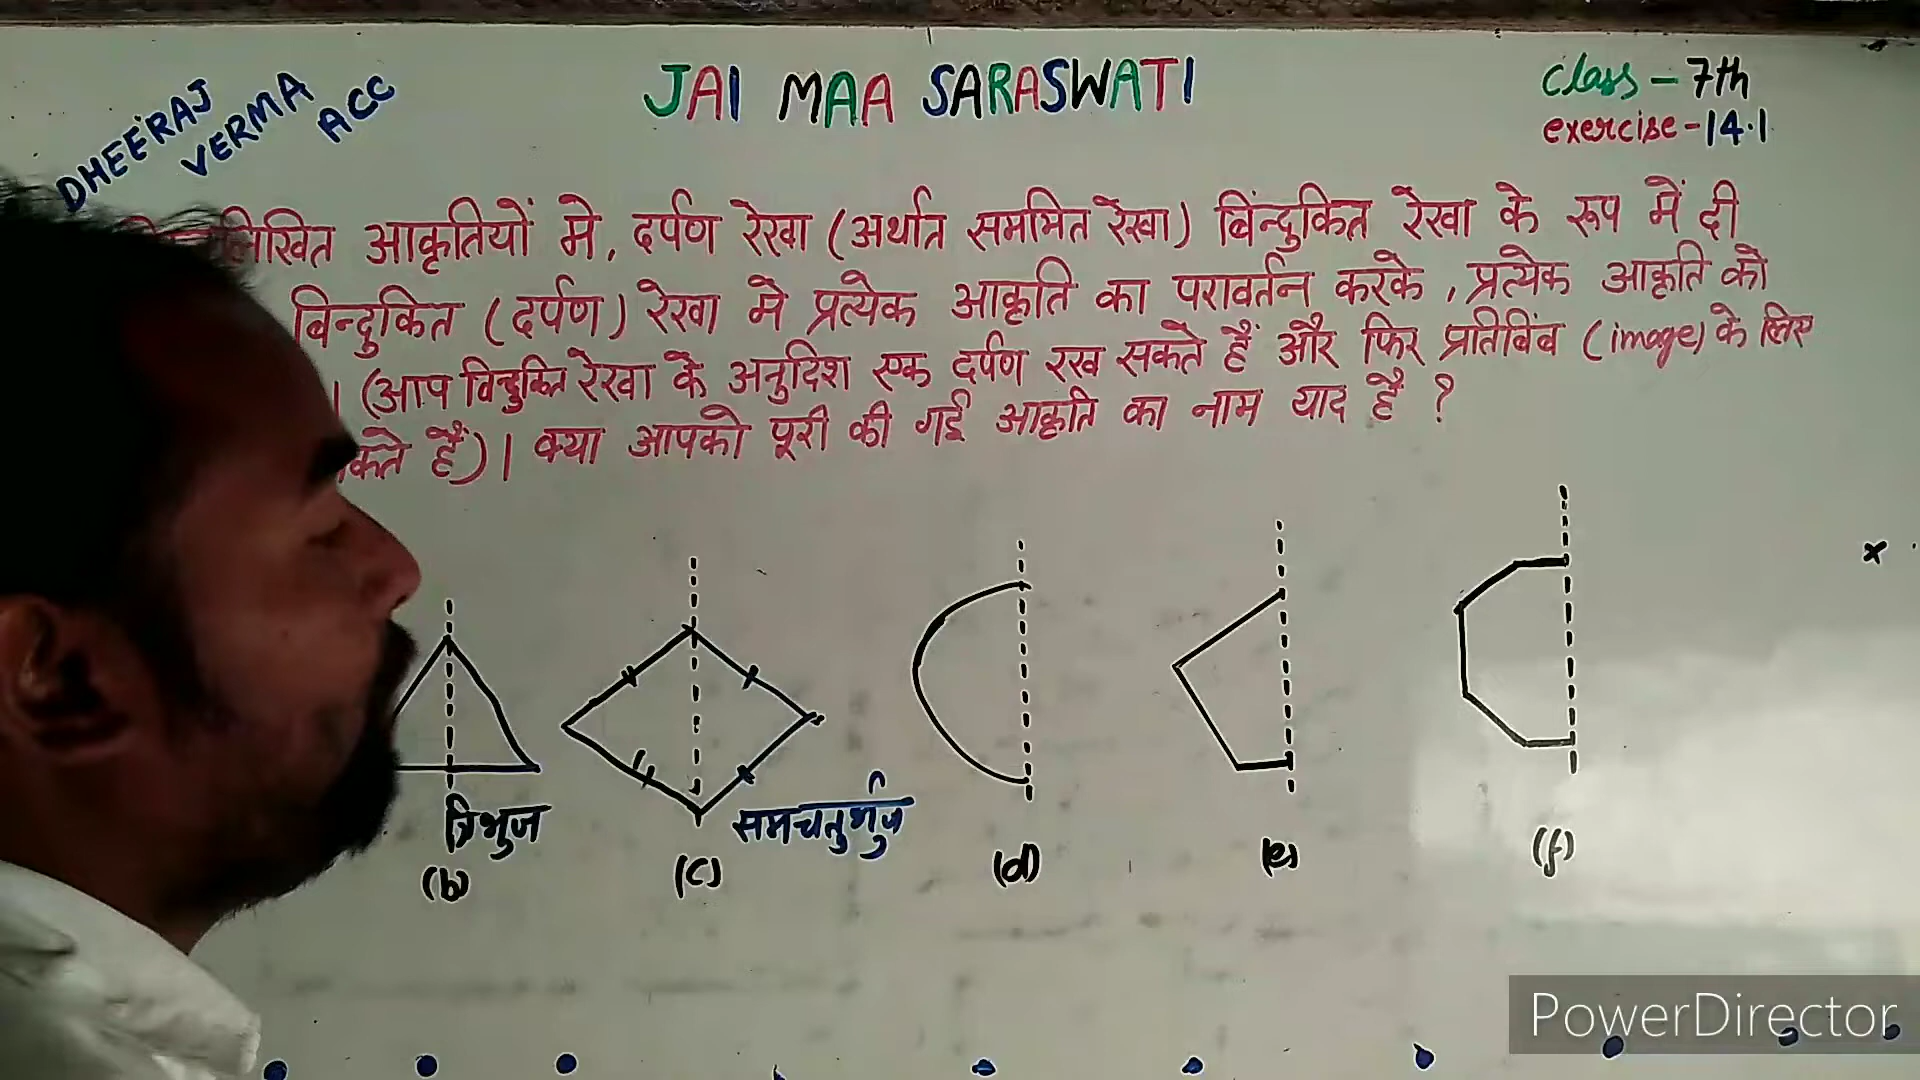 DHEERAJ
VERMA
ACC
JAI MAA SARASWATI
class - 7th
exercise - 14.1
लिखित आकृतियों मे, दर्पण रेखा (अर्थात सममित रेखा) बिंन्दुकित रेखा के रूप में दी
बिन्दुकित (दर्पण) रेखा मे प्रत्येक आकृति का परावर्तन करके, प्रत्येक आकृति को
। (आप बिन्दुकित रेखा के अनुदिश एक दर्पण रख सकते हैं और फिर प्रतिबिंब (image) के लिए
कते हैं)। क्या आपको पूरी की गई आकृति का नाम याद है ?
त्रिभुज
समचतुर्भुज
(b)
(c)
(d)
(e)
(f)
PowerDirector